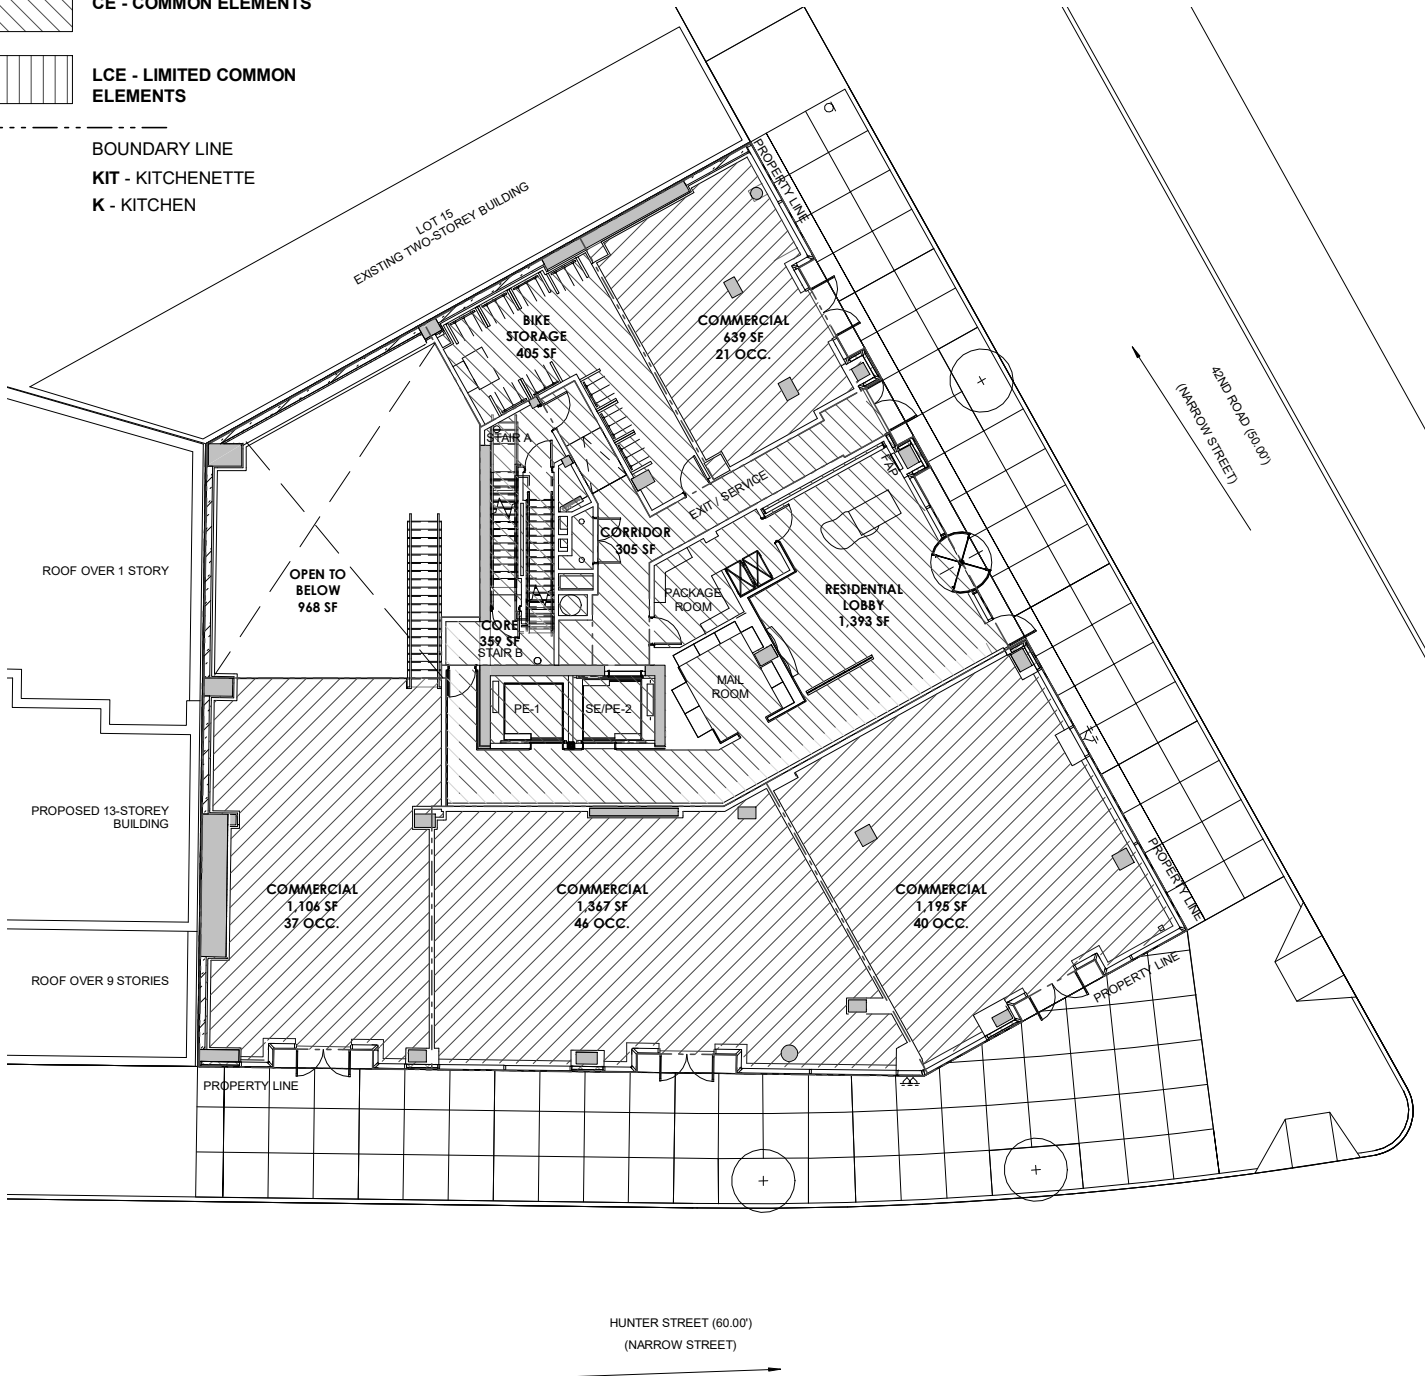 CE - COMMON ELEMENTS
LCE - LIMITED COMMON
ELEMENTS
BOUNDARY LINE
KIT - KITCHENETTE
K - KITCHEN
LOT 15
EXISTING TWO-STOREY BUILDING
PROPERTY LINE
BIKE
STORAGE
405 SF
COMMERCIAL
639 SF
21 OCC.
42ND ROAD (50.00')
(NARROW STREET)
STAIR A
FAP
EXIT / SERVICE
CORRIDOR
305 SF
ROOF OVER 1 STORY
OPEN TO
BELOW
968 SF
PACKAGE
ROOM
RESIDENTIAL
LOBBY
1,393 SF
CORE
359 SF
STAIR B
MAIL
ROOM
PE-1
SE/PE-2
PROPOSED 13-STOREY
BUILDING
COMMERCIAL
1,106 SF
37 OCC.
COMMERCIAL
1,367 SF
46 OCC.
COMMERCIAL
1,195 SF
40 OCC.
PROPERTY LINE
PROPERTY LINE
ROOF OVER 9 STORIES
PROPERTY LINE
HUNTER STREET (60.00')
(NARROW STREET)